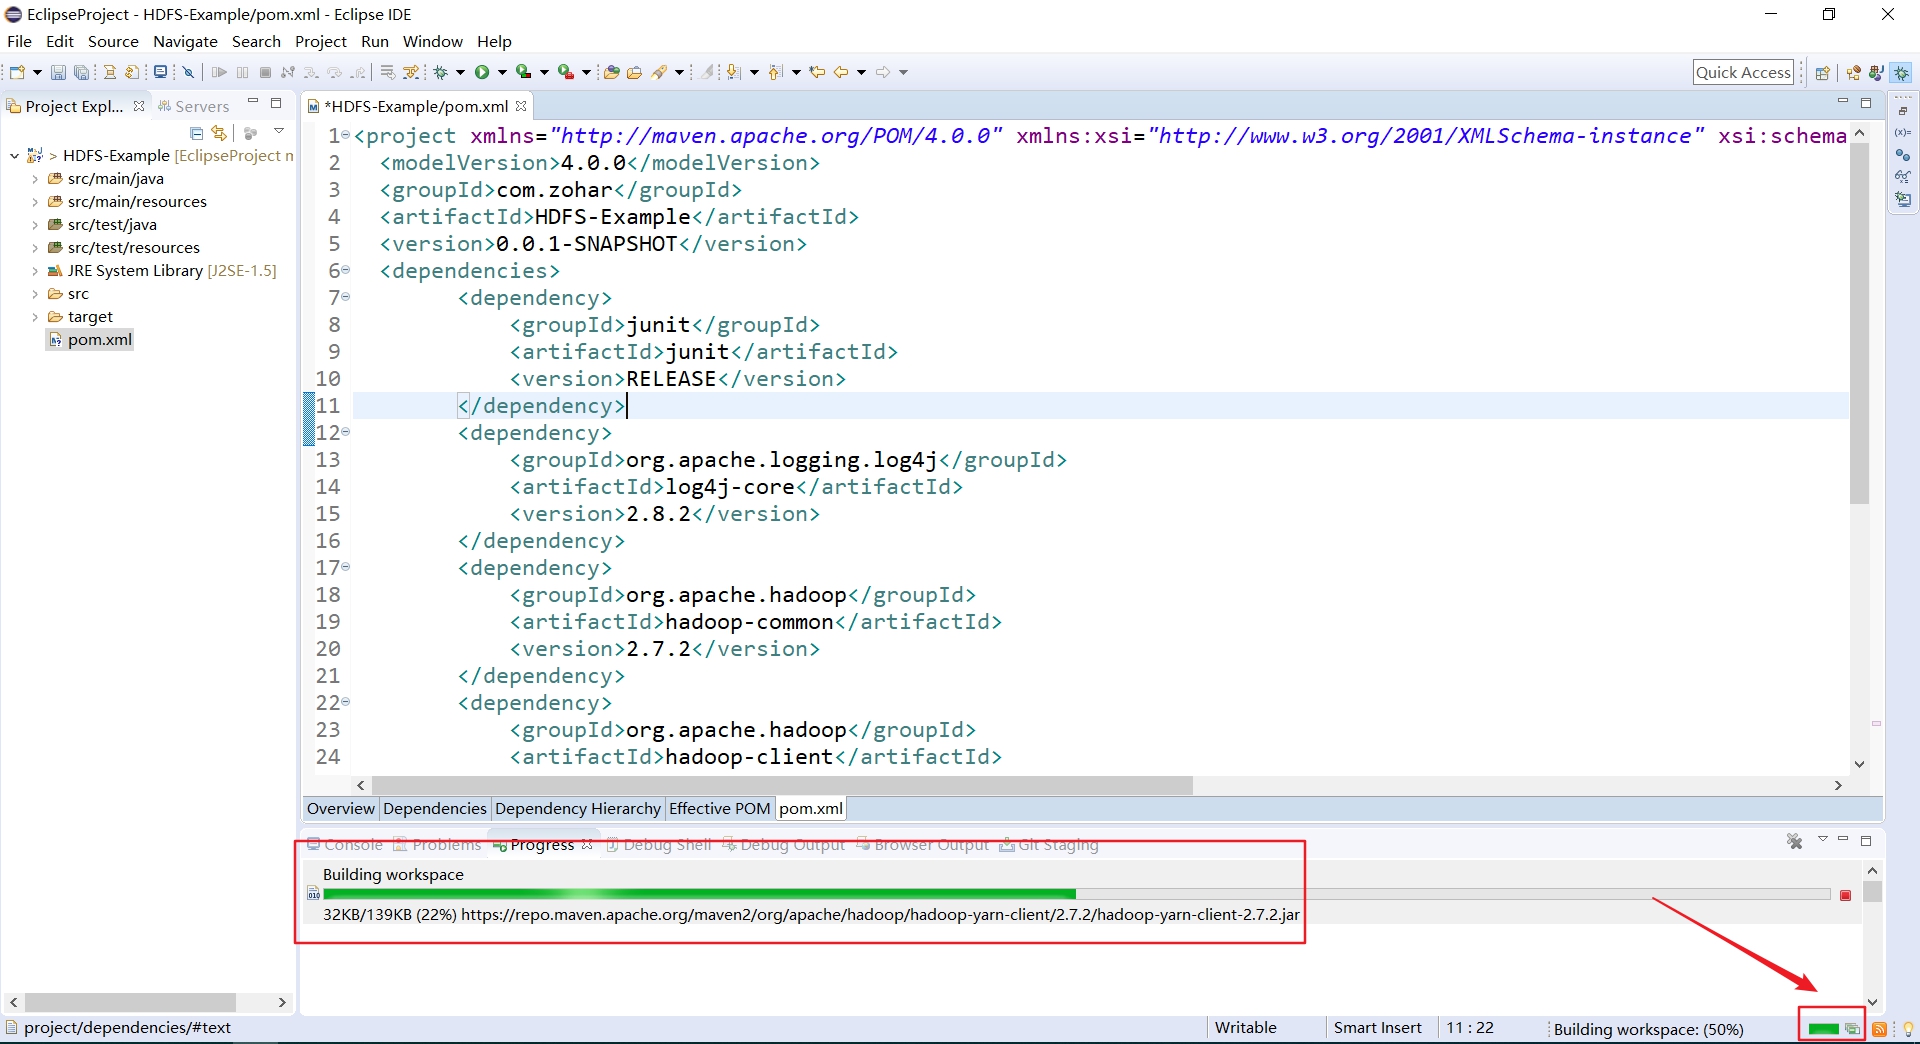 EclipseProject - HDFS-Example/pom.xml - Eclipse IDE
File Edit Source Navigate Search Project Run Window Help
Quick Access
Project Expl... Servers
*HDFS-Example/pom.xml
> HDFS-Example [EclipseProject m
src/main/java
src/main/resources
src/test/java
src/test/resources
JRE System Library [J2SE-1.5]
src
target
pom.xml
1 <project xmlns="http://maven.apache.org/POM/4.0.0" xmlns:xsi="http://www.w3.org/2001/XMLSchema-instance" xsi:schema
2 <modelVersion>4.0.0</modelVersion>
3 <groupId>com.zohar</groupId>
4 <artifactId>HDFS-Example</artifactId>
5 <version>0.0.1-SNAPSHOT</version>
6 <dependencies>
7 <dependency>
8 <groupId>junit</groupId>
9 <artifactId>junit</artifactId>
10 <version>RELEASE</version>
11 </dependency>
12 <dependency>
13 <groupId>org.apache.logging.log4j</groupId>
14 <artifactId>log4j-core</artifactId>
15 <version>2.8.2</version>
16 </dependency>
17 <dependency>
18 <groupId>org.apache.hadoop</groupId>
19 <artifactId>hadoop-common</artifactId>
20 <version>2.7.2</version>
21 </dependency>
22 <dependency>
23 <groupId>org.apache.hadoop</groupId>
24 <artifactId>hadoop-client</artifactId>
Overview Dependencies Dependency Hierarchy Effective POM pom.xml
Console Problems Progress Debug Shell Debug Output Browser Output Git Staging
Building workspace
32KB/139KB (22%) https://repo.maven.apache.org/maven2/org/apache/hadoop/hadoop-yarn-client/2.7.2/hadoop-yarn-client-2.7.2.jar
project/dependencies/#text Writable Smart Insert 11 : 22 Building workspace: (50%)